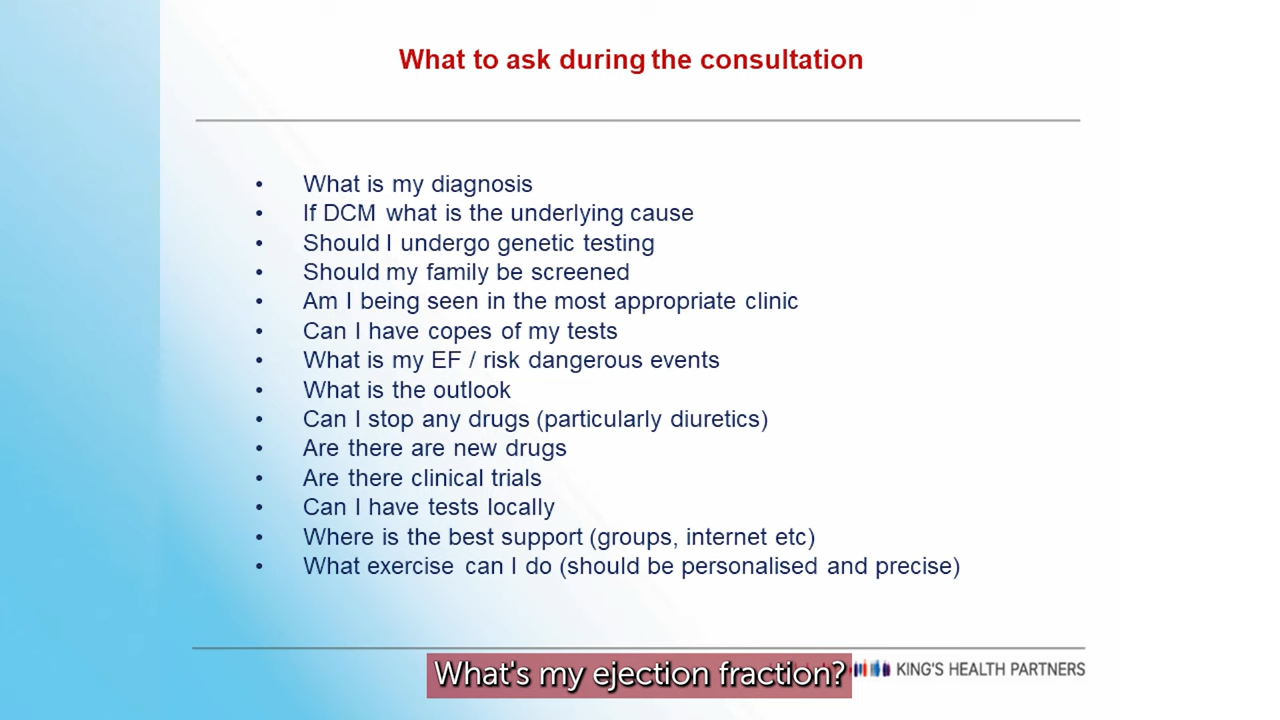 What to ask during the consultation
• What is my diagnosis
• If DCM what is the underlying cause
• Should I undergo genetic testing
• Should my family be screened
• Am I being seen in the most appropriate clinic
• Can I have copes of my tests
• What is my EF / risk dangerous events
• What is the outlook
• Can I stop any drugs (particularly diuretics)
• Are there are new drugs
• Are there clinical trials
• Can I have tests locally
• Where is the best support (groups, internet etc)
• What exercise can I do (should be personalised and precise)
What's my ejection fraction?
KING'S HEALTH PARTNERS